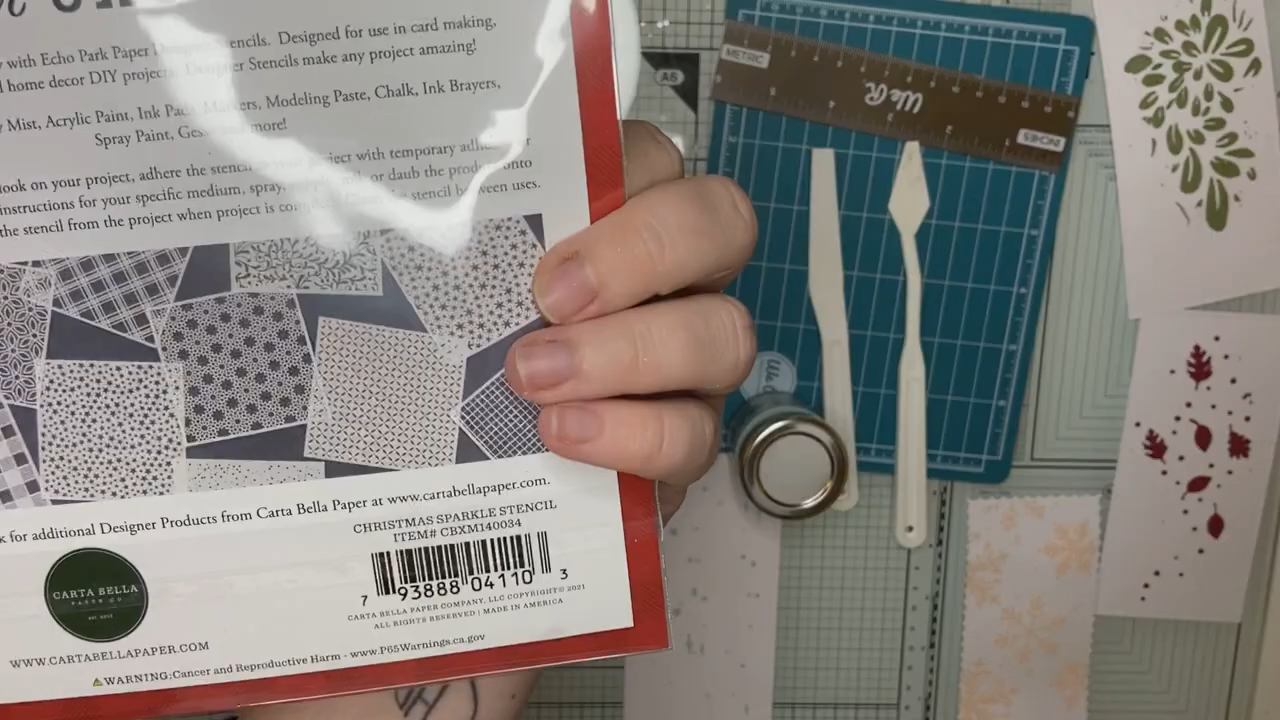 with Echo Park Paper Designer Stencils. Designed for use in card making,
home decor DIY projects. Designer Stencils make any project amazing!
Mist, Acrylic Paint, Ink Pads, Markers, Modeling Paste, Chalk, Ink Brayers,
Spray Paint, Gesso and more!
look on your project, adhere the stencil to your project with temporary
instructions for your specific medium, spray, or daub the product onto
the stencil from the project when project is stencil between uses.
for additional Designer Products from Carta Bella Paper at www.cartabellapaper.com.
CHRISTMAS SPARKLE STENCIL
ITEM# CBXM140034
7 93888 04110 3
CARTA BELLA PAPER COMPANY, LLC COPYRIGHT© 2021
ALL RIGHTS RESERVED | MADE IN AMERICA
CARTA BELLA
PAPER CO.
WWW.CARTABELLAPAPER.COM
⚠WARNING: Cancer and Reproductive Harm - www.P65Warnings.ca.gov
A6
METRIC
WeR
INCHES